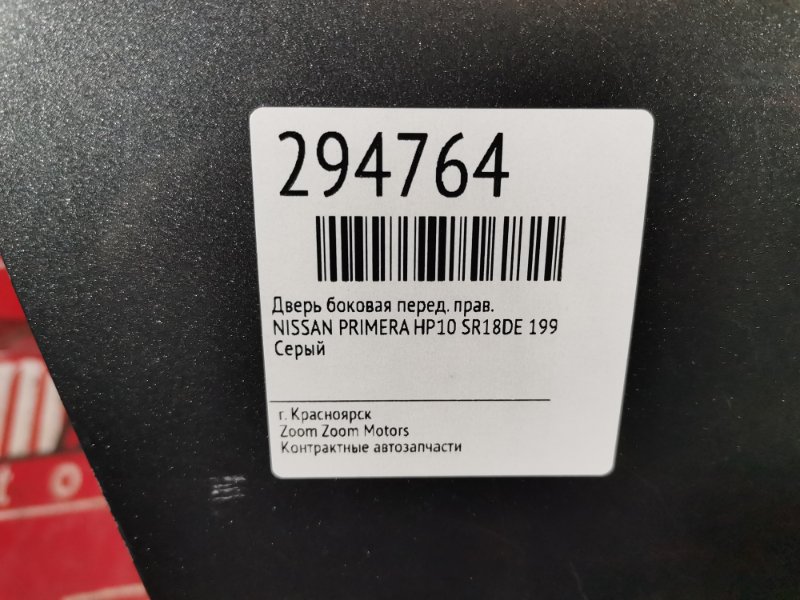 294764
Дверь боковая перед. прав.
NISSAN PRIMERA HP10 SR18DE 199
Серый
г. Красноярск
Zoom Zoom Motors
Контрактные автозапчасти